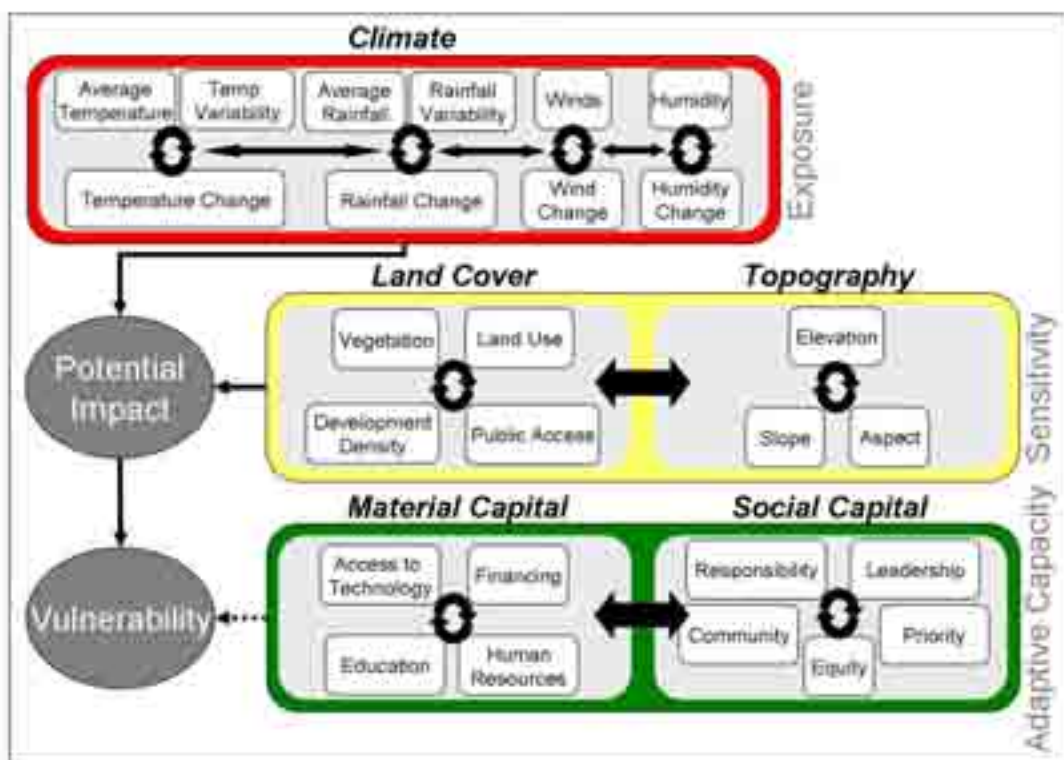 Climate
Average
Temperature
Temp
Variability
Average
Rainfall
Rainfall
Variability
Winds
Humidity
Temperature Change
Rainfall Change
Wind
Change
Humidity
Change
Exposure
Land Cover
Topography
Vegetation
Land Use
Elevation
Development
Density
Public Access
Slope
Aspect
Sensitivity
Potential
Impact
Material Capital
Social Capital
Access to
Technology
Financing
Responsibility
Leadership
Education
Human
Resources
Community
Equity
Priority
Adaptive Capacity
Vulnerability